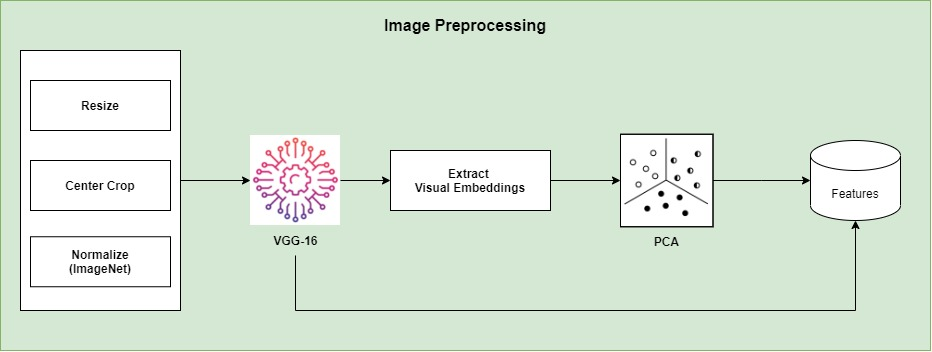 Image Preprocessing
Resize
Center Crop
Normalize
(ImageNet)
VGG-16
Extract
Visual Embeddings
PCA
Features